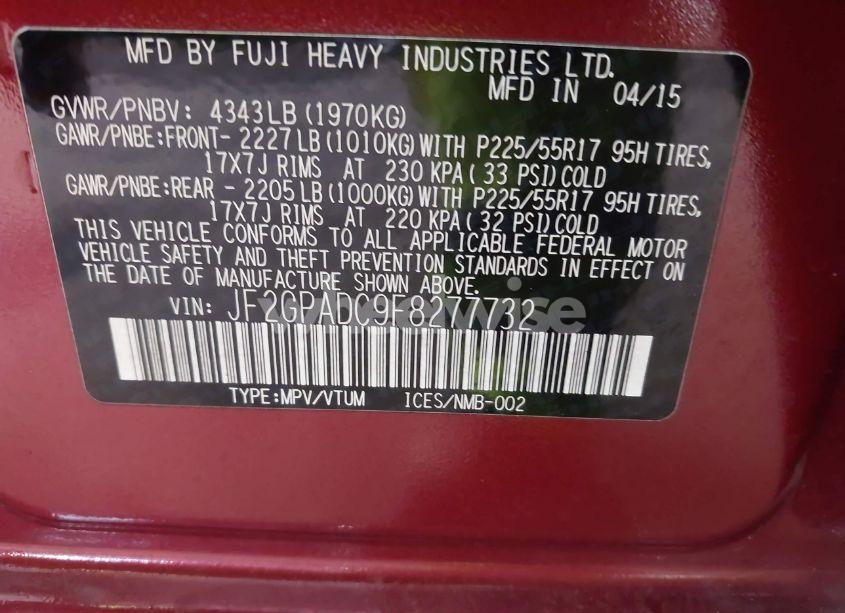 MFD BY FUJI HEAVY INDUSTRIES LTD.
MFD IN 04/15
GVWR/PNBV: 4343LB(1970KG)
GAWR/PNBE:FRONT- 2227LB(1010KG)WITH P225/55R17 95H TIRES,
17X7J RIMS AT 230 KPA( 33 PSI)COLD
GAWR/PNBE:REAR - 2205LB(1000KG)WITH P225/55R17 95H TIRES,
17X7J RIMS AT 220 KPA( 32 PSI)COLD
THIS VEHICLE CONFORMS TO ALL APPLICABLE FEDERAL MOTOR
VEHICLE SAFETY AND THEFT PREVENTION STANDARDS IN EFFECT ON
THE DATE OF MANUFACTURE SHOWN ABOVE.
VIN: JF2GPADC9F8277732
TYPE:MPV/VTUM ICES/NMB-002